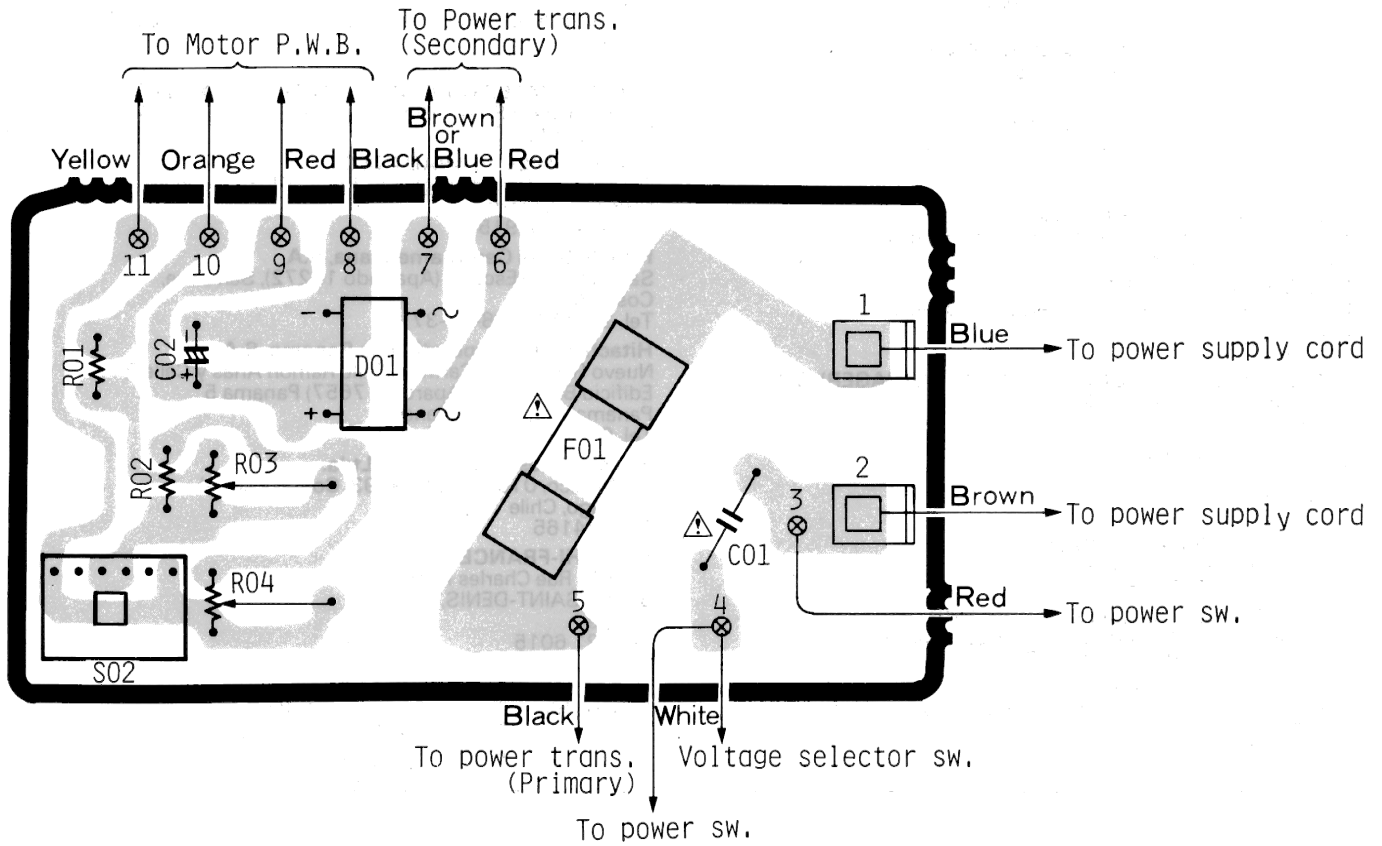 To Power trans.
To Motor P.W.B. (Secondary)
Brown
or
Yellow Orange Red Black Blue Red
11 10 9 8 7 6
1
- ~
Blue To power supply cord
R01 C02 - + D01
+ ~
F01
R02 R03
2
3
Brown To power supply cord
C01
R04
Red To power sw.
5 4
S02
Black White
To power trans. Voltage selector sw.
(Primary)
To power sw.